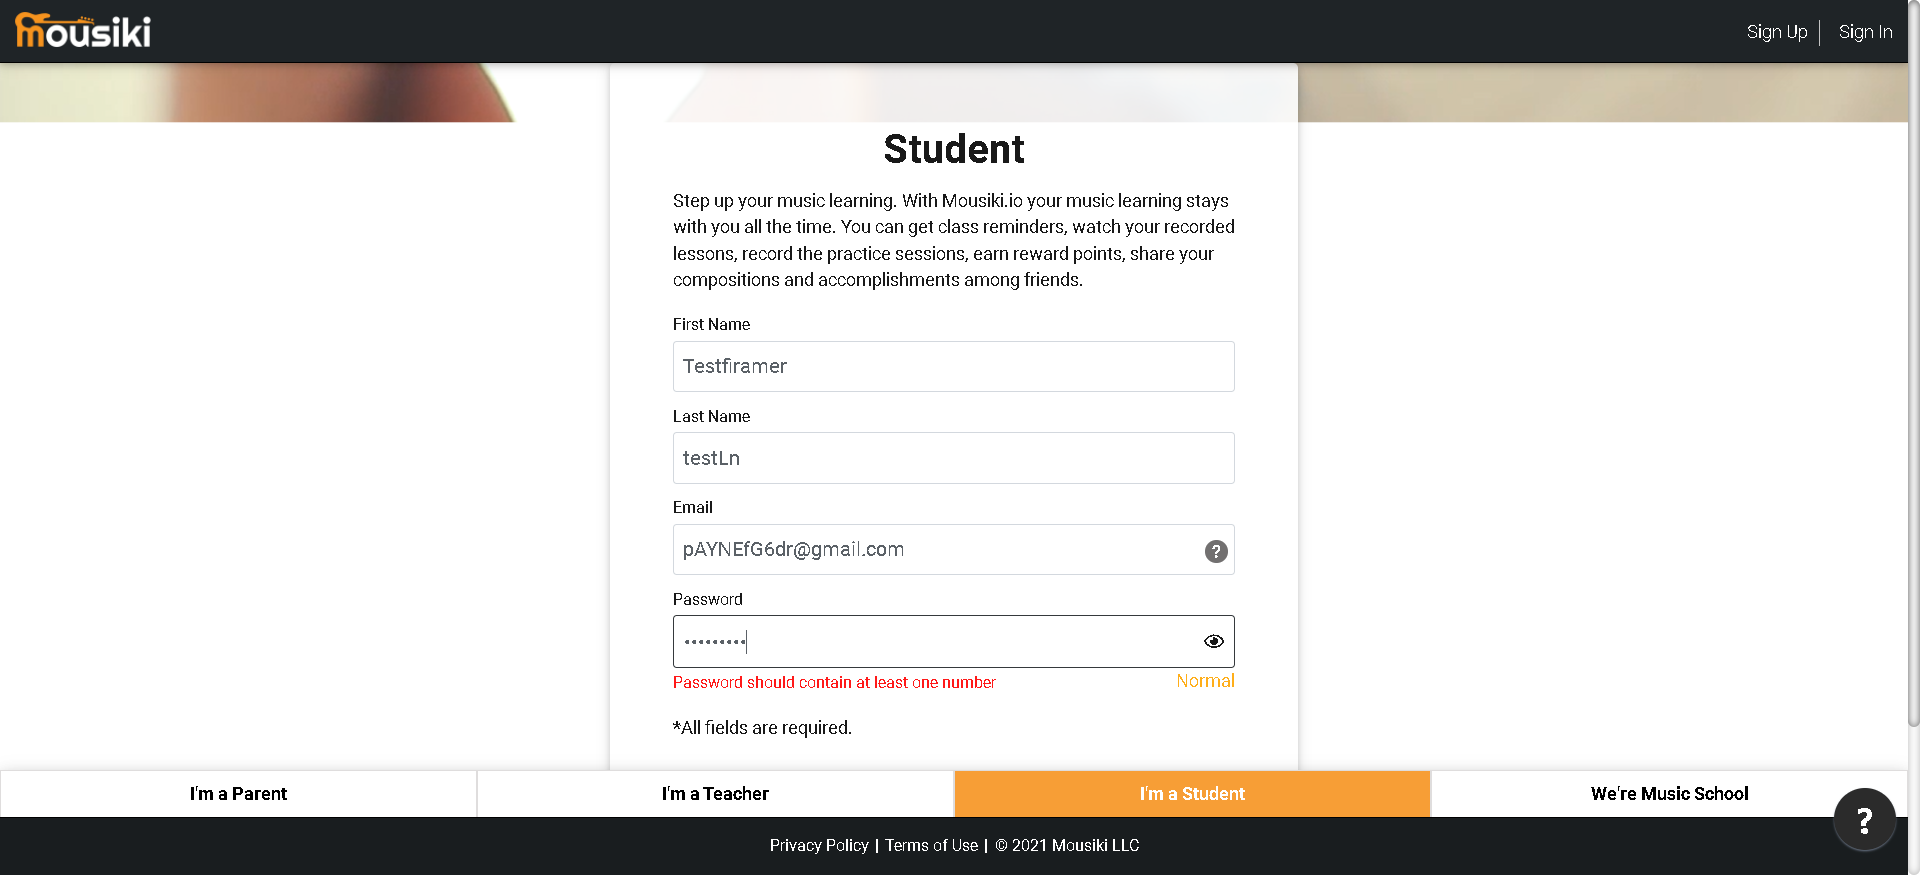 mousiki
Sign Up
Sign In
Student
Step up your music learning. With Mousiki.io your music learning stays
with you all the time. You can get class reminders, watch your recorded
lessons, record the practice sessions, earn reward points, share your
compositions and accomplishments among friends.
First Name
Testfiramer
Last Name
testLn
Email
pAYNEfG6dr@gmail.com
?
Password
•••••••••
Password should contain at least one number
Normal
*All fields are required.
I'm a Parent
I'm a Teacher
I'm a Student
We're Music School
?
Privacy Policy | Terms of Use | © 2021 Mousiki LLC